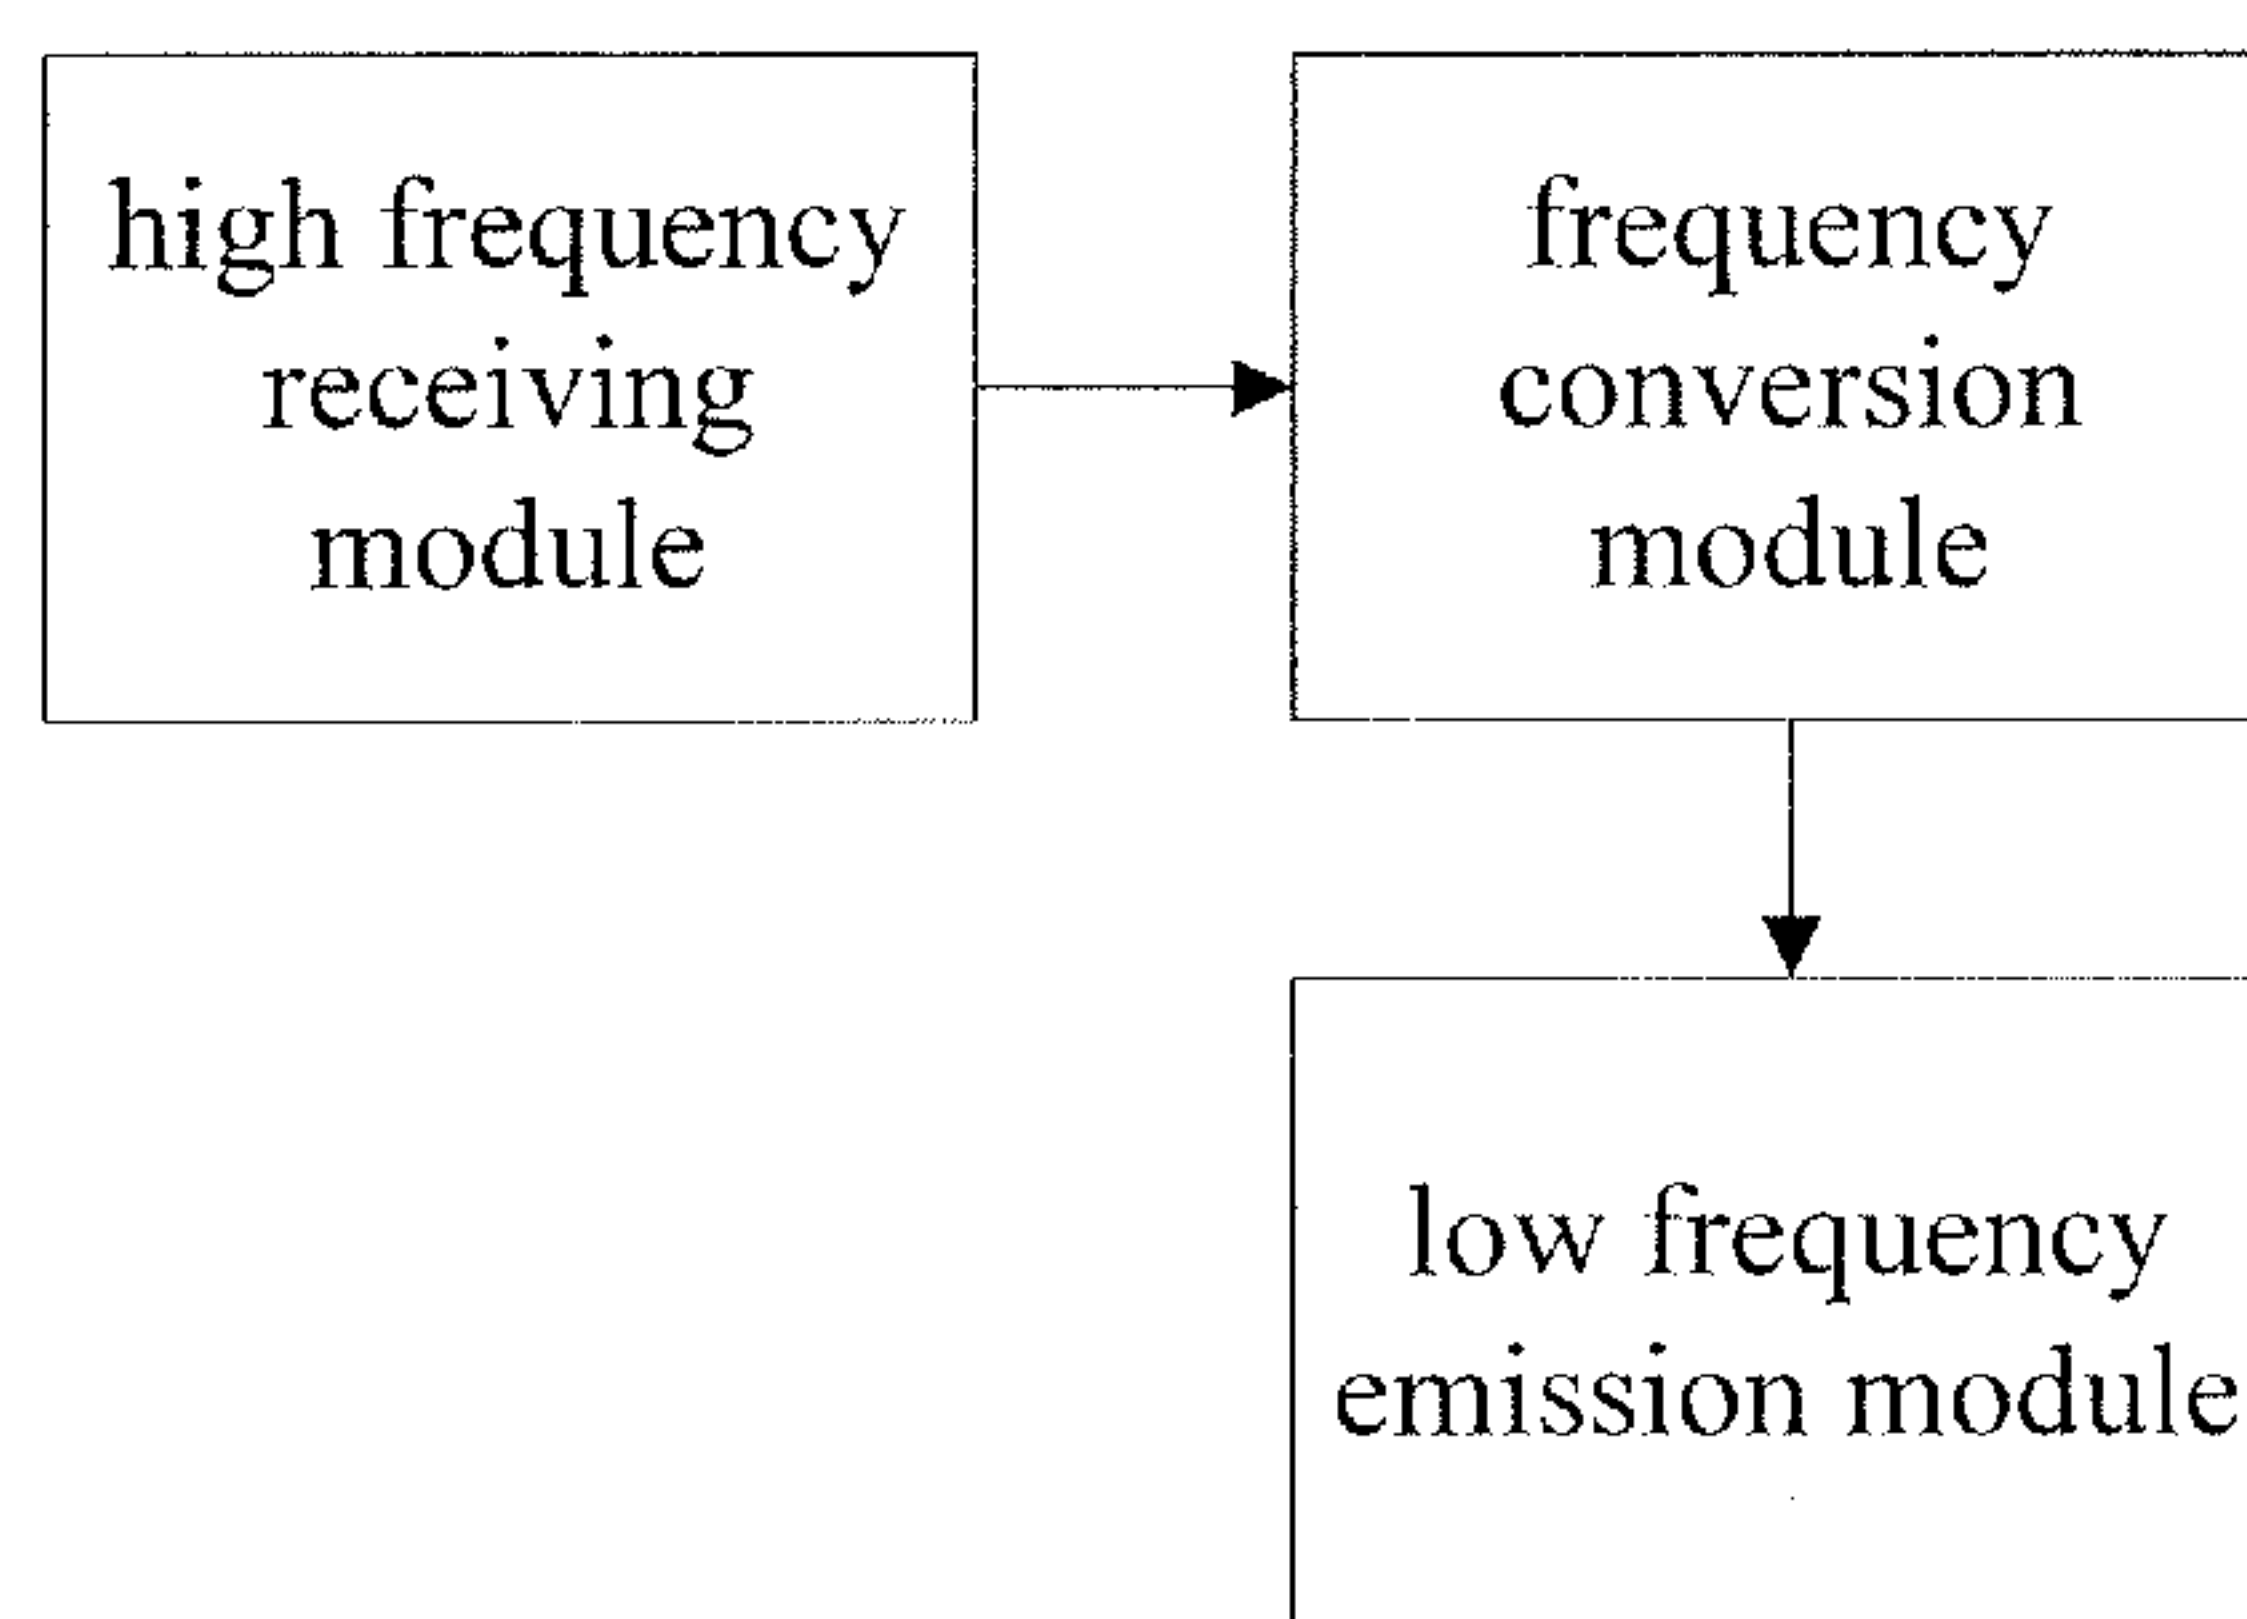 high frequency
receiving
module
frequency
conversion
module
low frequency
emission module